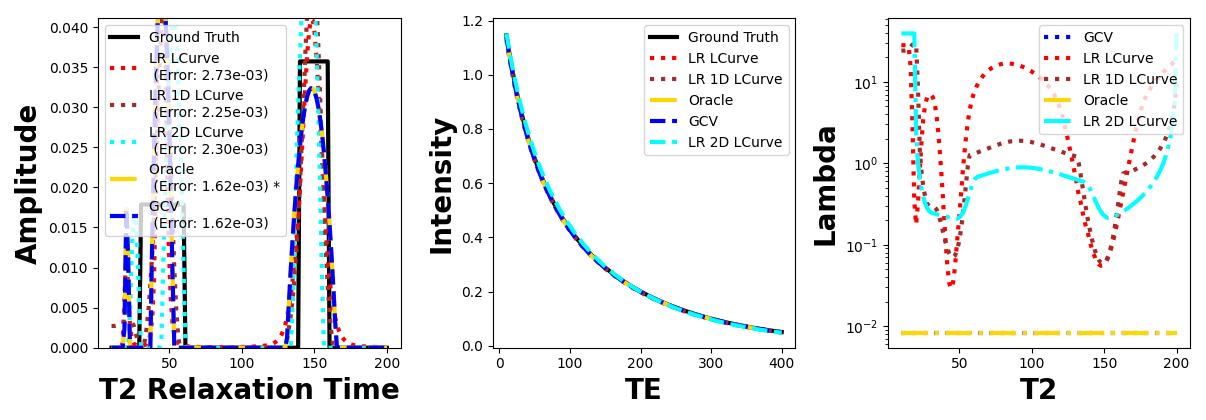 0.040
0.035
0.030
0.025
0.020
0.015
0.010
0.005
0.000
50
100
150
200
Amplitude
T2 Relaxation Time
Ground Truth
LR LCurve
(Error: 2.73e-03)
LR 1D LCurve
(Error: 2.25e-03)
LR 2D LCurve
(Error: 2.30e-03)
Oracle
(Error: 1.62e-03) *
GCV
(Error: 1.62e-03)
1.2
1.0
0.8
0.6
0.4
0.2
0.0
0
100
200
300
400
Intensity
TE
Ground Truth
LR LCurve
LR 1D LCurve
Oracle
GCV
LR 2D LCurve
10¹
10⁰
10⁻¹
10⁻²
50
100
150
200
Lambda
T2
GCV
LR LCurve
LR 1D LCurve
Oracle
LR 2D LCurve